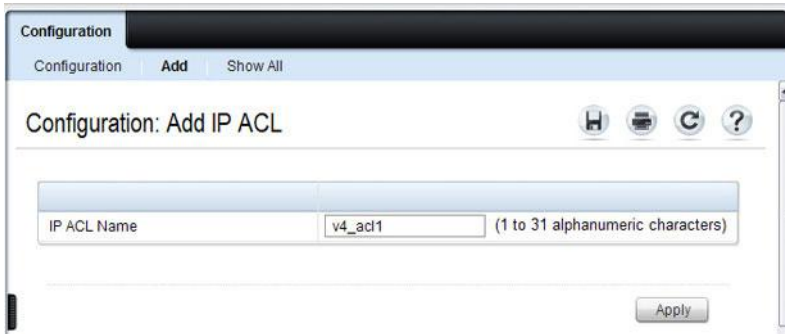 Configuration
Configuration Add Show All
Configuration: Add IP ACL
?
IP ACL Name v4_acl1 (1 to 31 alphanumeric characters)
Apply